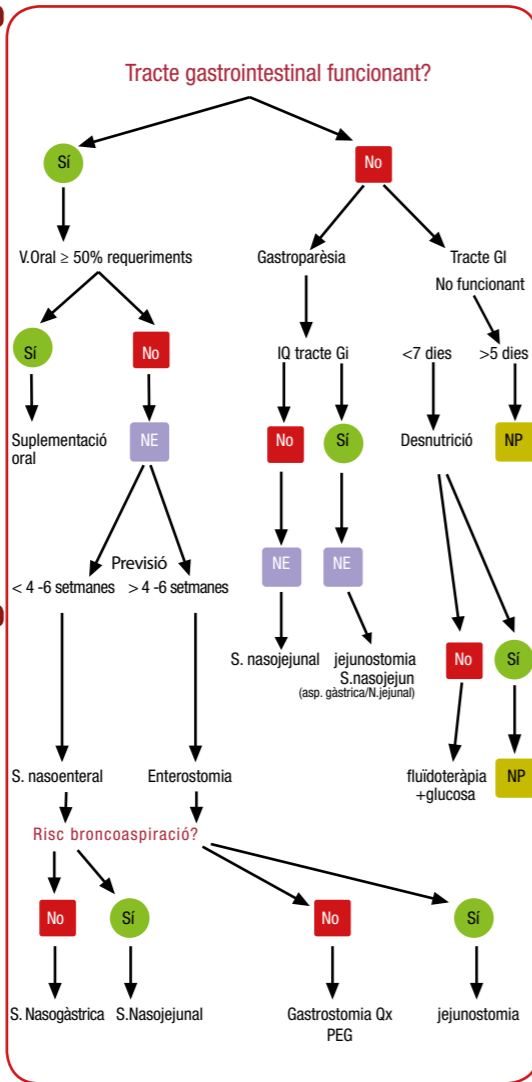 Tracte gastrointestinal funcionant?
Sí
No
V.Oral ≥ 50% requeriments
Gastroparèsia
Tracte GI
No funcionant
Sí
No
IQ tracte Gi
<7 dies
>5 dies
Suplementació
oral
NE
No
Sí
Desnutrició
NP
Previsió
< 4 -6 setmanes
> 4 -6 setmanes
NE
NE
S. nasojejunal
jejunostomia
S.nasojejun
(asp. gàstrica/N.jejunal)
No
Sí
S. nasoenteral
Enterostomia
fluïdoteràpia
+glucosa
NP
Risc broncoaspiració?
No
Sí
No
Sí
S. Nasogàstrica
S.Nasojejunal
Gastrostomia Qx
PEG
jejunostomia